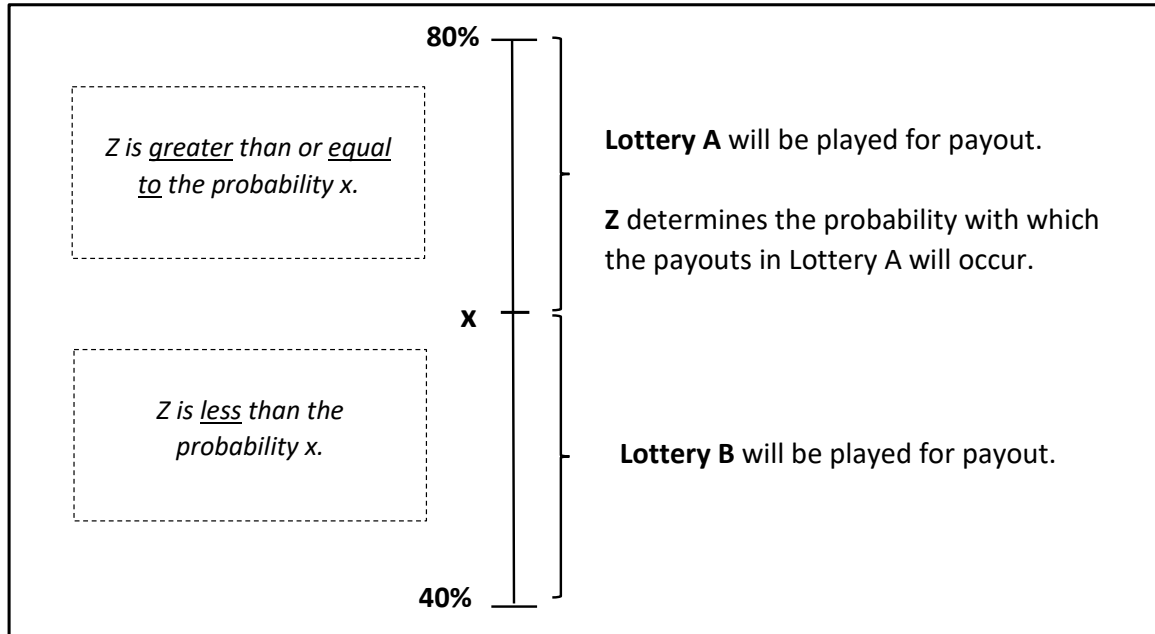 80%
Z is greater than or equal
to the probability x.
Lottery A will be played for payout.
Z determines the probability with which
the payouts in Lottery A will occur.
x
Z is less than the
probability x.
Lottery B will be played for payout.
40%